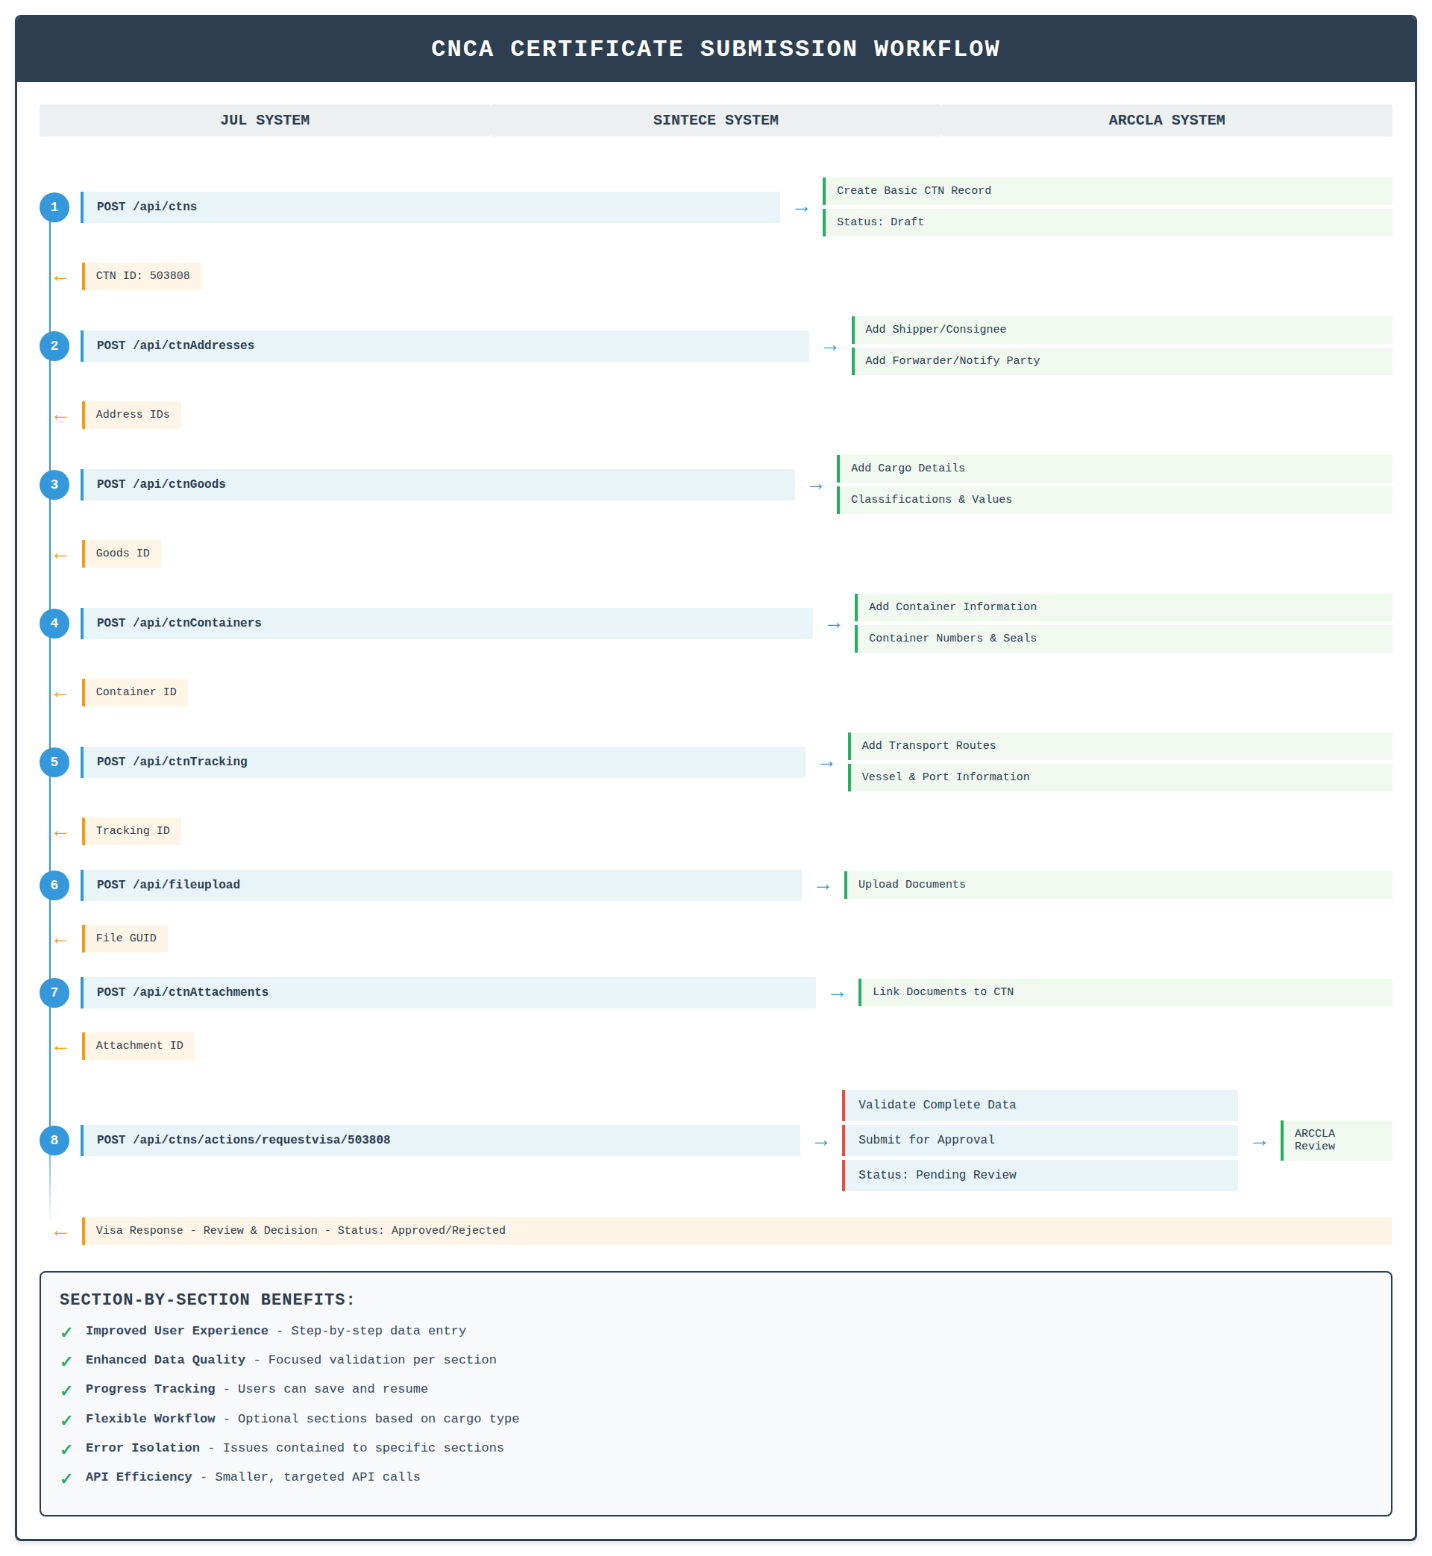 CNCA CERTIFICATE SUBMISSION WORKFLOW
JUL SYSTEM
SINTECE SYSTEM
ARCCLA SYSTEM
1
POST /api/ctns
→
Create Basic CTN Record
Status: Draft
←
CTN ID: 503808
2
POST /api/ctnAddresses
→
Add Shipper/Consignee
Add Forwarder/Notify Party
←
Address IDs
3
POST /api/ctnGoods
→
Add Cargo Details
Classifications & Values
←
Goods ID
4
POST /api/ctnContainers
→
Add Container Information
Container Numbers & Seals
←
Container ID
5
POST /api/ctnTracking
→
Add Transport Routes
Vessel & Port Information
←
Tracking ID
6
POST /api/fileupload
→
Upload Documents
←
File GUID
7
POST /api/ctnAttachments
→
Link Documents to CTN
←
Attachment ID
8
POST /api/ctns/actions/requestvisa/503808
→
Validate Complete Data
Submit for Approval
Status: Pending Review
→
ARCCLA
Review
←
Visa Response - Review & Decision - Status: Approved/Rejected
SECTION-BY-SECTION BENEFITS:
✓ Improved User Experience - Step-by-step data entry
✓ Enhanced Data Quality - Focused validation per section
✓ Progress Tracking - Users can save and resume
✓ Flexible Workflow - Optional sections based on cargo type
✓ Error Isolation - Issues contained to specific sections
✓ API Efficiency - Smaller, targeted API calls